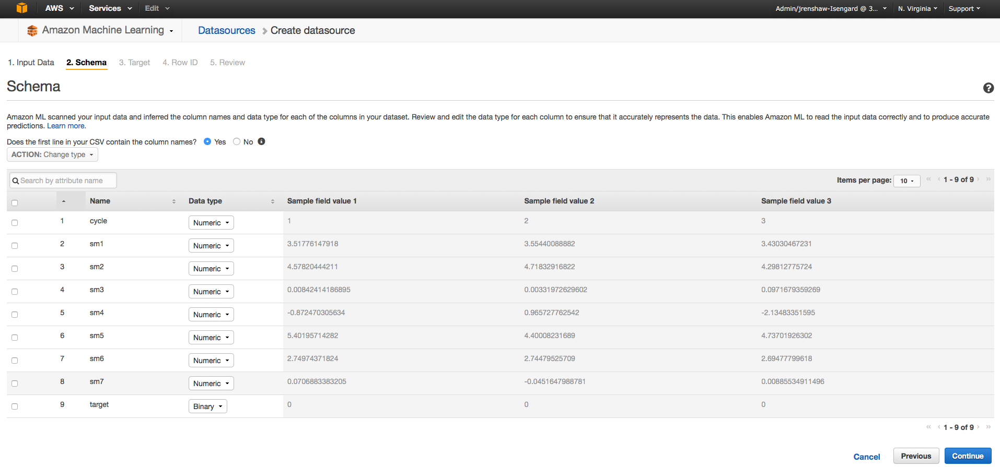 AWS Services Edit Admin/jrenshaw-Isengard @ 3... N. Virginia Support
Amazon Machine Learning Datasources Create datasource
1. Input Data 2. Schema 3. Target 4. Row ID 5. Review
Schema
Amazon ML scanned your input data and inferred the column names and data type for each of the columns in your dataset. Review and edit the data type for each column to ensure that it accurately represents the data. This enables Amazon ML to read the input data correctly and to produce accurate
predictions. Learn more.
Does the first line in your CSV contain the column names? Yes No
ACTION: Change type
Search by attribute name Items per page: 10 « ‹ 1 - 9 of 9 › »
Name Data type Sample field value 1 Sample field value 2 Sample field value 3
1 cycle Numeric 1 2 3
2 sm1 Numeric 3.51776147918 3.55440088882 3.43030467231
3 sm2 Numeric 4.57820444211 4.71832916822 4.29812775724
4 sm3 Numeric 0.00842414186895 0.00331972629602 0.0971679359269
5 sm4 Numeric -0.872470305634 0.965727762542 -2.13483351595
6 sm5 Numeric 5.40195714282 4.40008231689 4.73701926302
7 sm6 Numeric 2.74974371824 2.74479525709 2.69477799618
8 sm7 Numeric 0.0706883383205 -0.0451647988781 0.00885534911496
9 target Binary 0 0 0
« ‹ 1 - 9 of 9 › »
Cancel Previous Continue